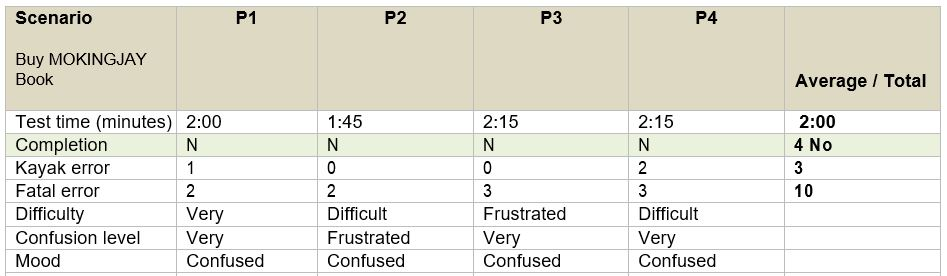 Scenario P1 P2 P3 P4
Buy MOKINGJAY
Book Average / Total
Test time (minutes) 2:00 1:45 2:15 2:15 2:00
Completion N N N N 4 No
Kayak error 1 0 0 2 3
Fatal error 2 2 3 3 10
Difficulty Very Difficult Frustrated Difficult
Confusion level Very Frustrated Very Very
Mood Confused Confused Confused Confused